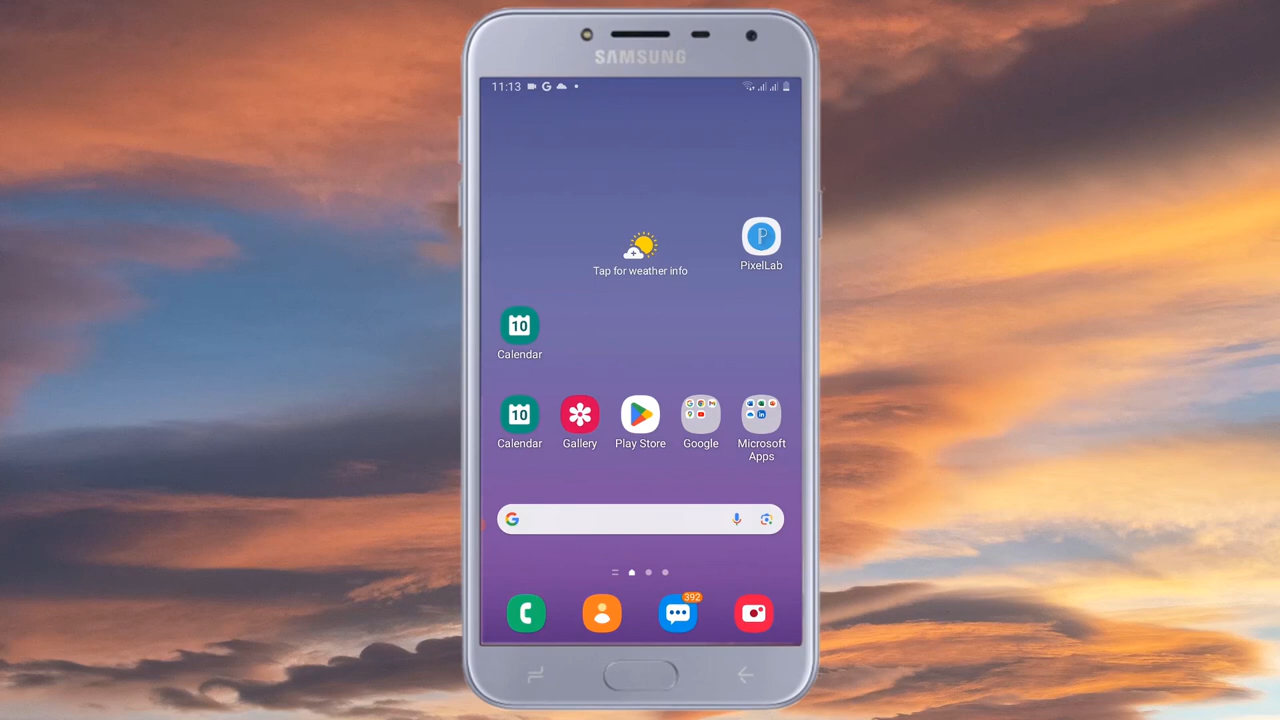 SAMSUNG
11:13
Tap for weather info
PixelLab
10
Calendar
10
Calendar
Gallery
Play Store
Google
Microsoft
Apps
392